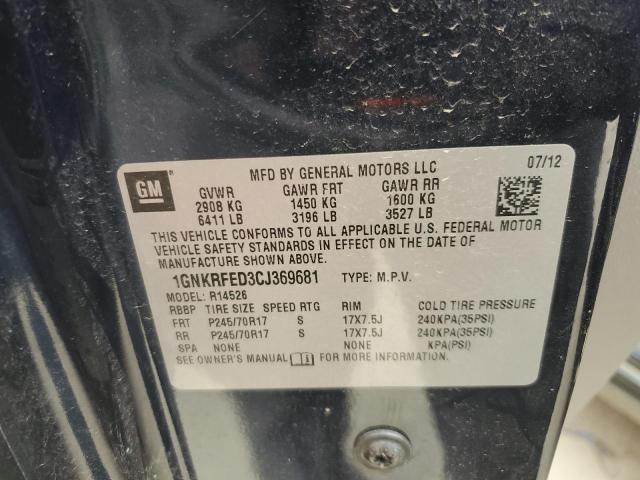 MFD BY GENERAL MOTORS LLC 07/12
GM
GVWR GAWR FRT GAWR RR
2908 KG 1450 KG 1600 KG
6411 LB 3196 LB 3527 LB
THIS VEHICLE CONFORMS TO ALL APPLICABLE U.S. FEDERAL MOTOR
VEHICLE SAFETY STANDARDS IN EFFECT ON THE DATE OF
MANUFACTURE SHOWN ABOVE.
1GNKRFED3CJ369681 TYPE: M.P.V.
MODEL: R14526
RBBP TIRE SIZE SPEED RTG RIM COLD TIRE PRESSURE
FRT P245/70R17 S 17X7.5J 240KPA(35PSI)
RR P245/70R17 S 17X7.5J 240KPA(35PSI)
SPA NONE NONE KPA(PSI)
SEE OWNER'S MANUAL FOR MORE INFORMATION.